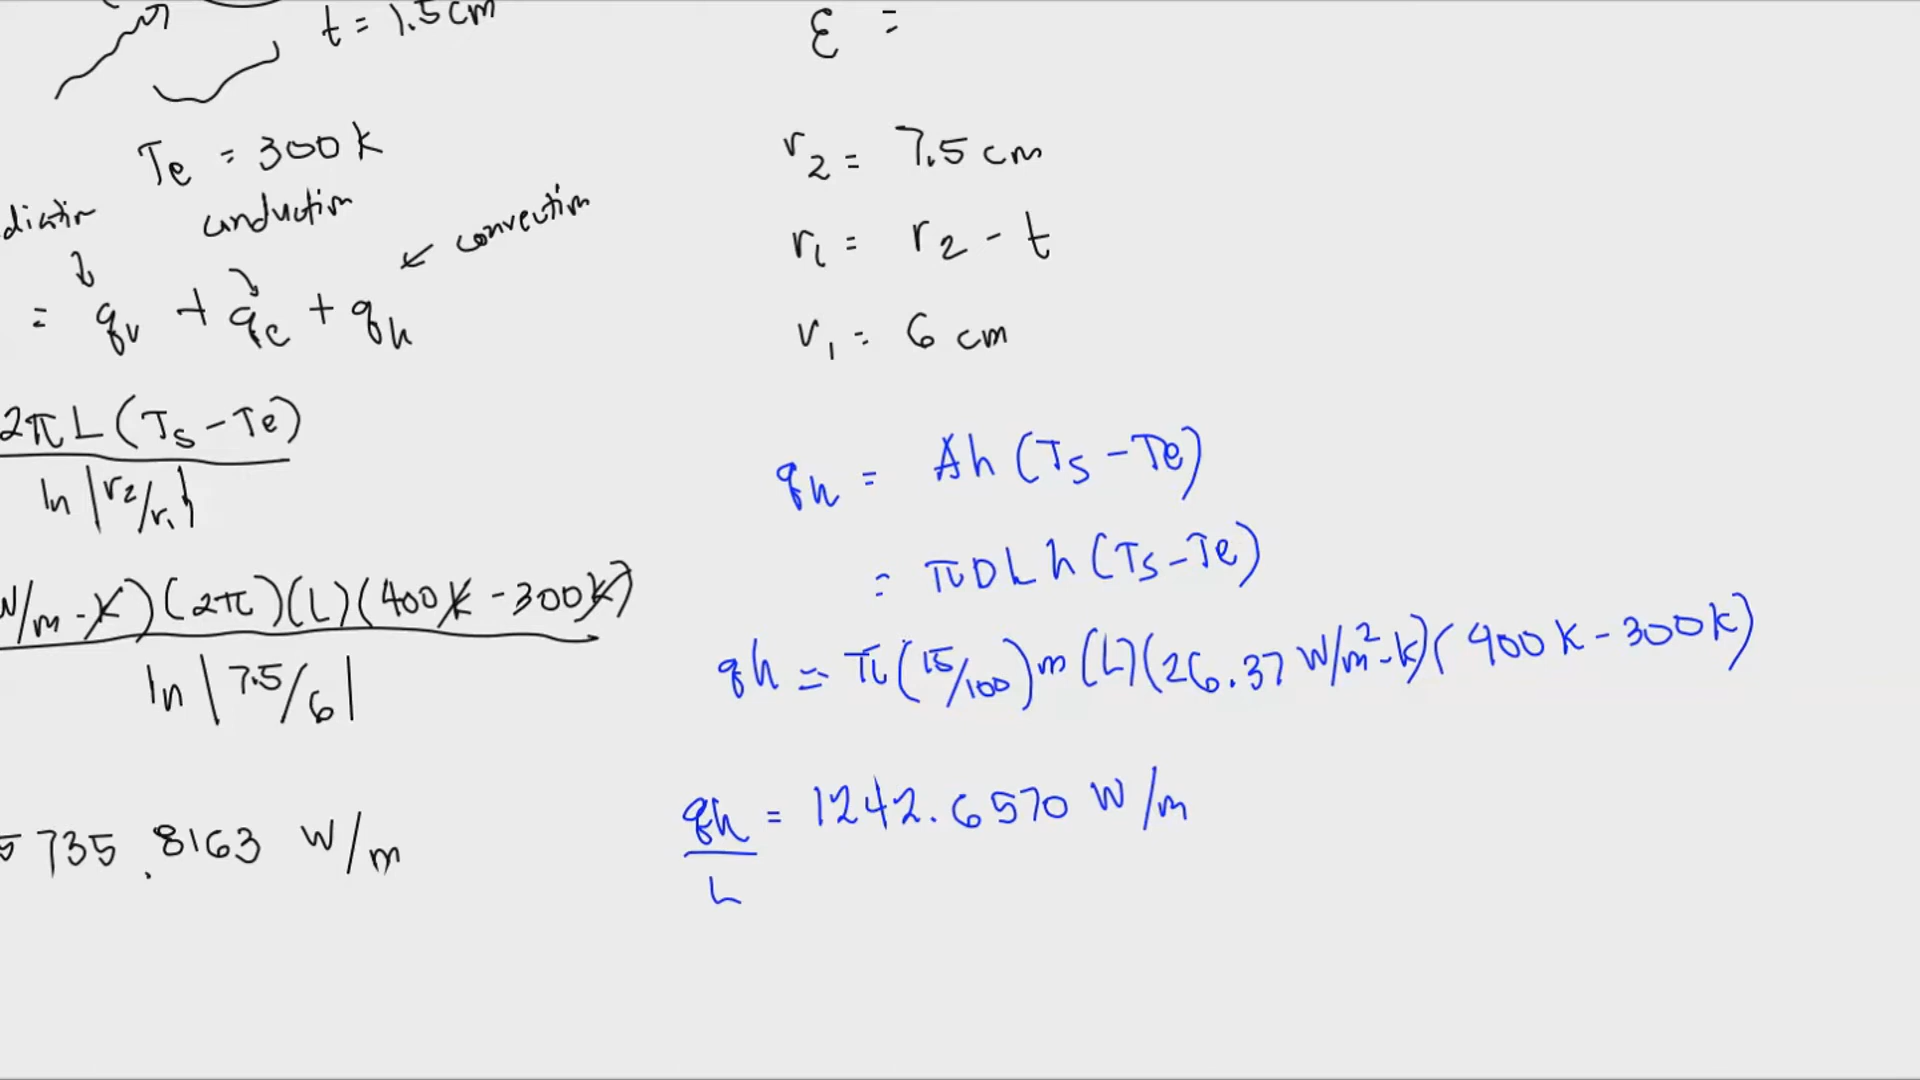 t = 1.5 cm
Te = 300 K
conduction
convection
= qr + qc + qh
2π L (Ts - Te)
ln |r2/r1|
W/m - K) (2π) (L) (400 K - 300 K)
ln | 7.5/6 |
5735.8163 W/m
ε =
r2 = 7.5 cm
r1 = r2 - t
r1 = 6 cm
qh = Ah (Ts - Te)
= πDLh (Ts - Te)
qh = π (15/100) m (L) (26.37 W/m²-K) (400 K - 300 K)
qh/L = 1242.6570 W/m